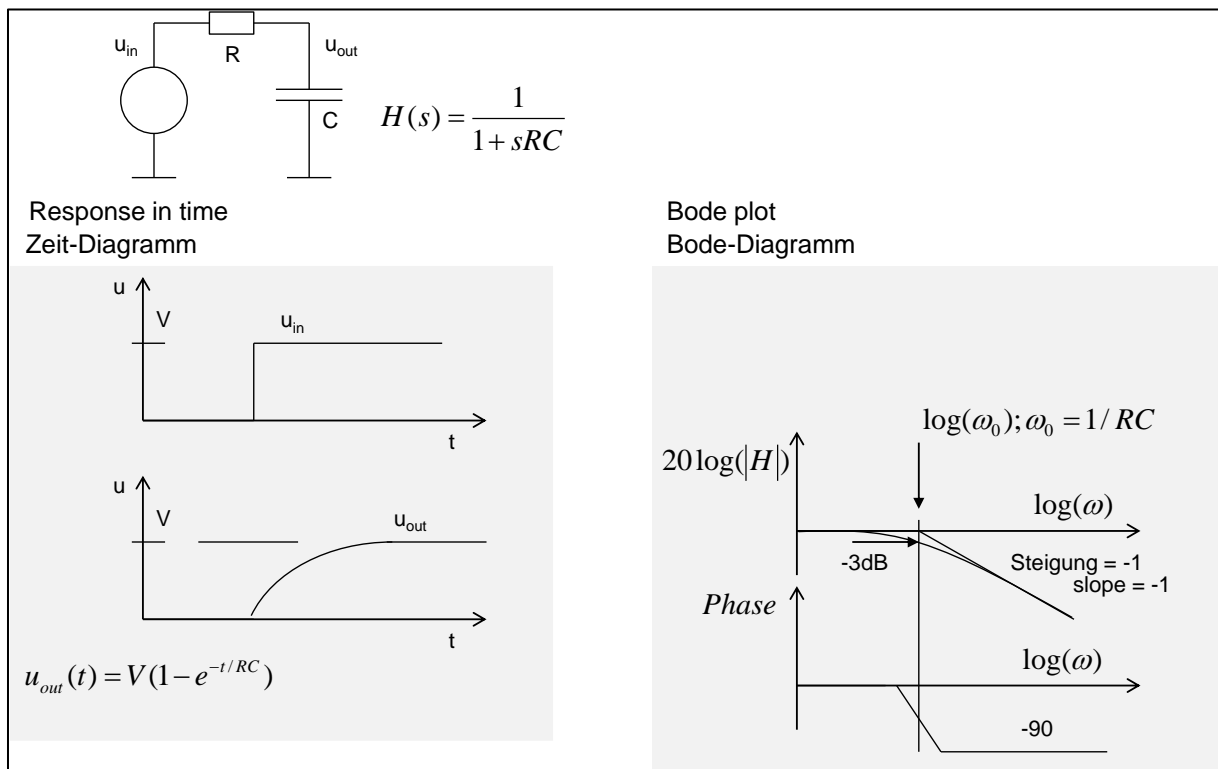 u_in
R
u_out
C
H(s) = 1 / (1 + sRC)
Response in time
Zeit-Diagramm
u
V
u_in
t
u
V
u_out
t
u_out(t) = V(1 − e^{−t/RC})
Bode plot
Bode-Diagramm
log(ω_0); ω_0 = 1/ RC
20log(|H|)
log(ω)
-3dB
Steigung = -1
slope = -1
Phase
log(ω)
-90